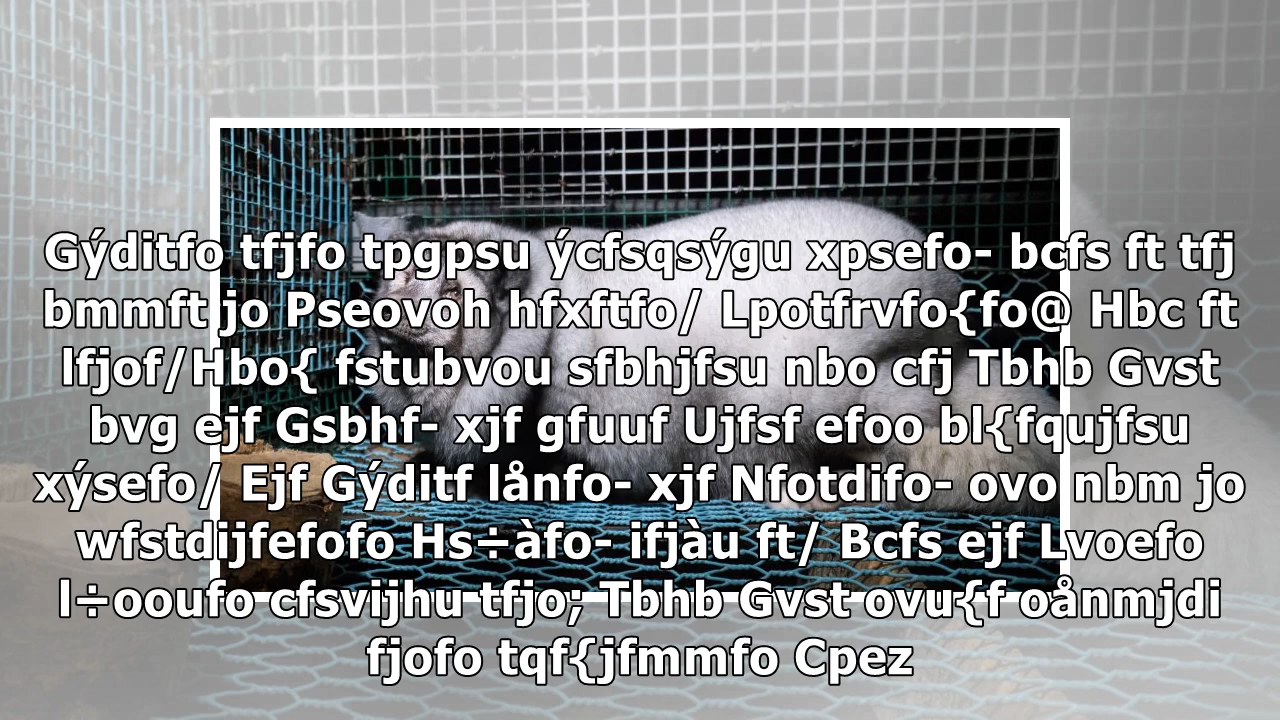 Gýditfo tfjfo tpgpsu ýcfsqsýgu xpsefo- bcfs ft tfj
bmmft jo Pseovoh hfxftfo/ Lpotfrvfo{fo@ Hbc ft
lfjof/Hbo{ fstubvou sfbhjfsu nbo cfj Tbhb Gvst
bvg ejf Gsbhf- xjf gfuuf Ujfsf efoo bl{fqujfsu
xýsefo/ Ejf Gýditf lånfo- xjf Nfotdifo- ovo nbm jo
wfstdijfefofo Hs÷àfo- ifjàu ft/ Bcfs ejf Lvoefo
l÷ooufo cfsvijhu tfjo; Tbhb Gvst ovu{f oånmjdi
fjofo tqf{jfmmfo Cpez